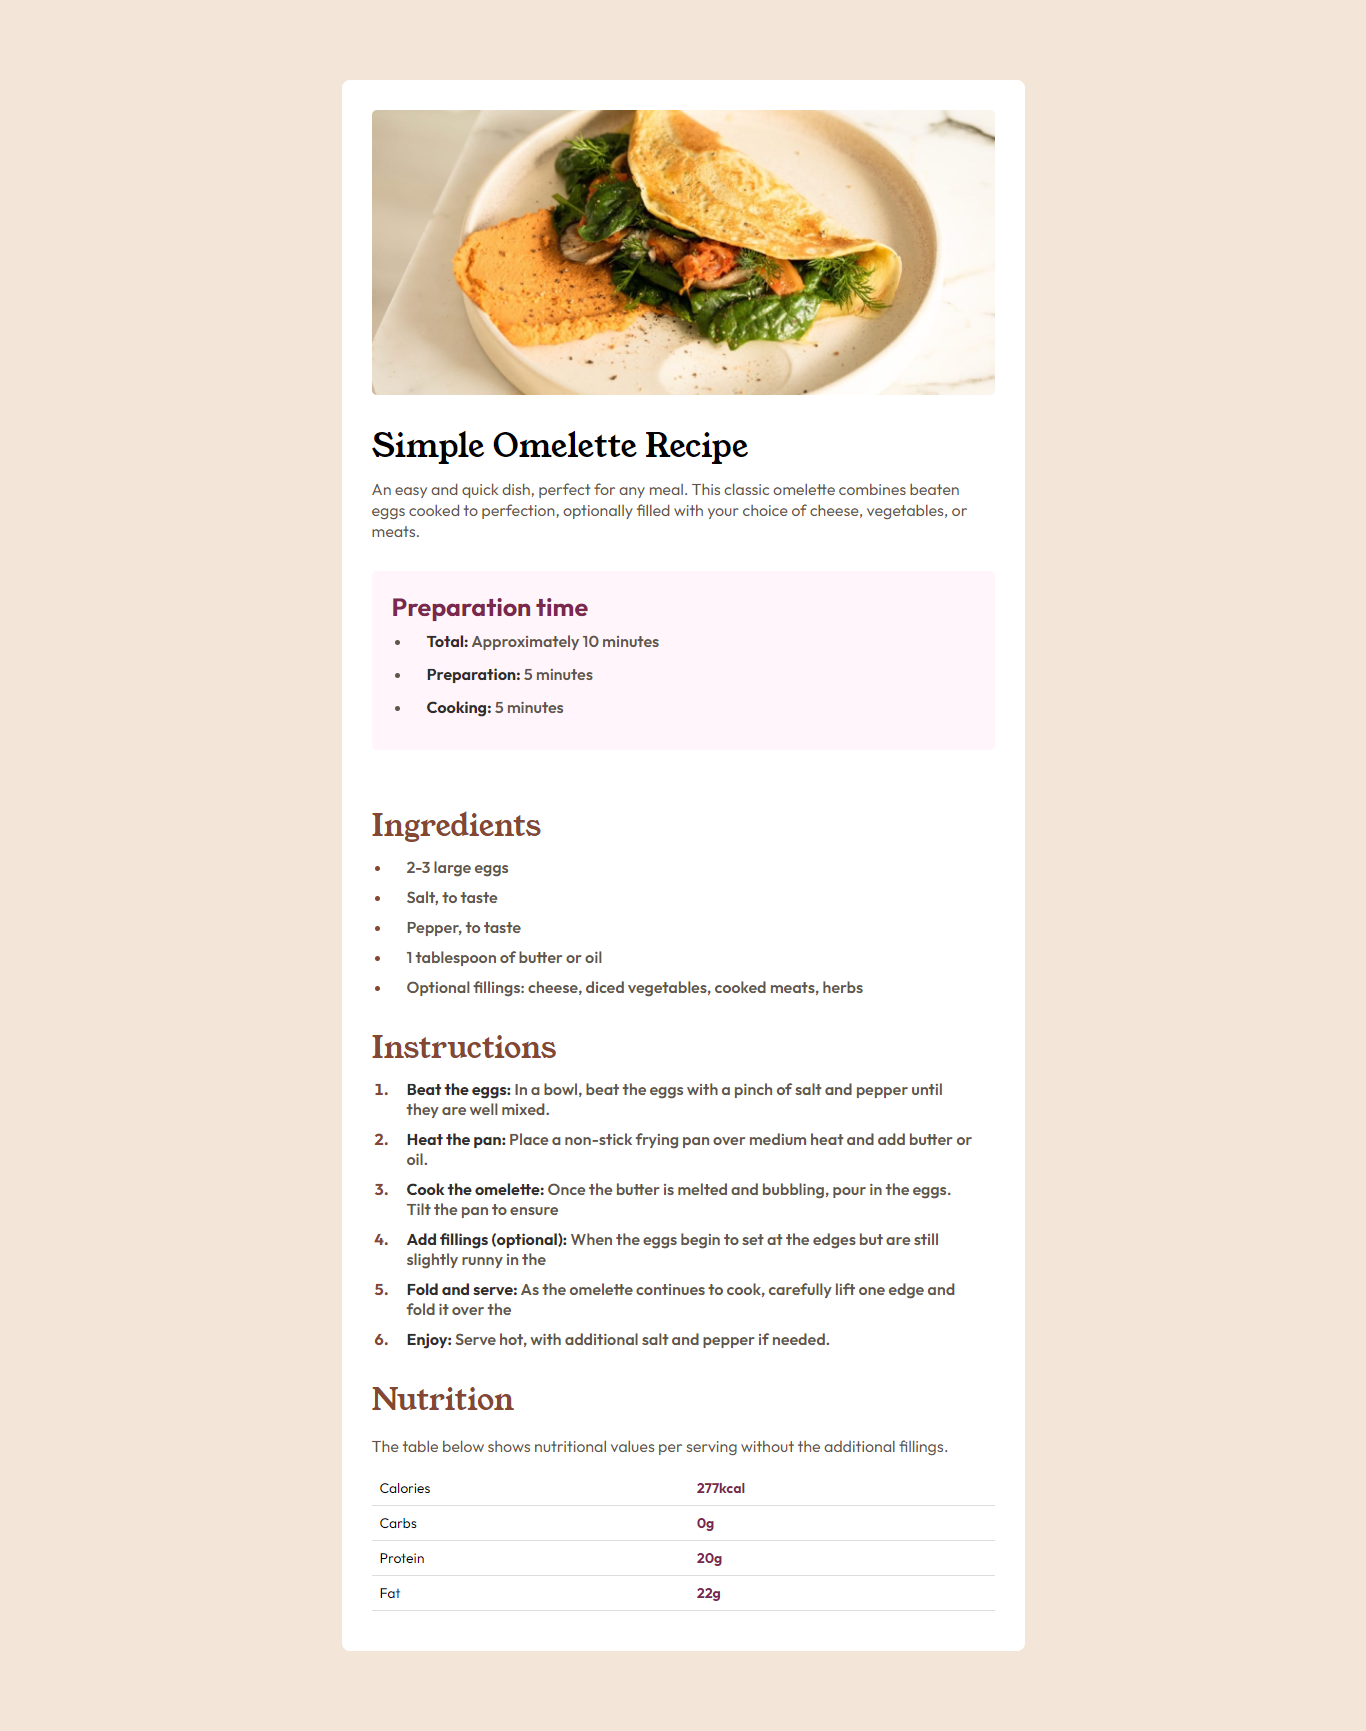 Simple Omelette Recipe
An easy and quick dish, perfect for any meal. This classic omelette combines beaten
eggs cooked to perfection, optionally filled with your choice of cheese, vegetables, or
meats.
Preparation time
• Total: Approximately 10 minutes
• Preparation: 5 minutes
• Cooking: 5 minutes
Ingredients
• 2-3 large eggs
• Salt, to taste
• Pepper, to taste
• 1 tablespoon of butter or oil
• Optional fillings: cheese, diced vegetables, cooked meats, herbs
Instructions
1. Beat the eggs: In a bowl, beat the eggs with a pinch of salt and pepper until
they are well mixed.
2. Heat the pan: Place a non-stick frying pan over medium heat and add butter or
oil.
3. Cook the omelette: Once the butter is melted and bubbling, pour in the eggs.
Tilt the pan to ensure
4. Add fillings (optional): When the eggs begin to set at the edges but are still
slightly runny in the
5. Fold and serve: As the omelette continues to cook, carefully lift one edge and
fold it over the
6. Enjoy: Serve hot, with additional salt and pepper if needed.
Nutrition
The table below shows nutritional values per serving without the additional fillings.
Calories 277kcal
Carbs 0g
Protein 20g
Fat 22g